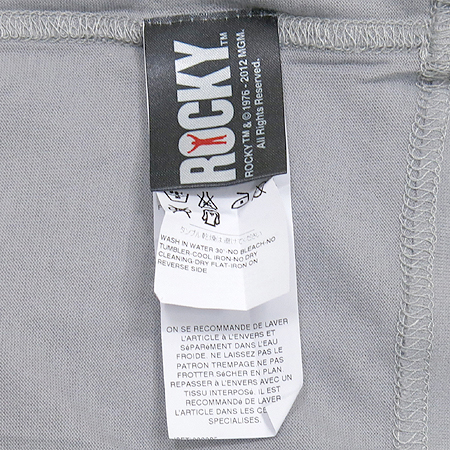 ROCKY™
ROCKY™ & © 1976 - 2012 MGM.
All Rights Reserved.
WASH IN WATER 30°-NO BLEACH-NO
TUMBLER-COOL IRON-NO DRY
CLEANING-DRY FLAT-IRON ON
REVERSE SIDE
ON SE RECOMMANDE DE LAVER
L'ARTICLE à L'ENVERS ET
SéPARéMENT DANS L'EAU
FROIDE. NE LAISSEZ PAS LE
PATRON TREMPAGE NE PAS
FROTTER.SéCHER EN PLAN
REPASSER à L'ENVERS AVEC UN
TISSU INTERPOSé IL EST
RECOMMANDé DE LAVER
L'ARTICLE DANS LES CE
SPECIALISES.